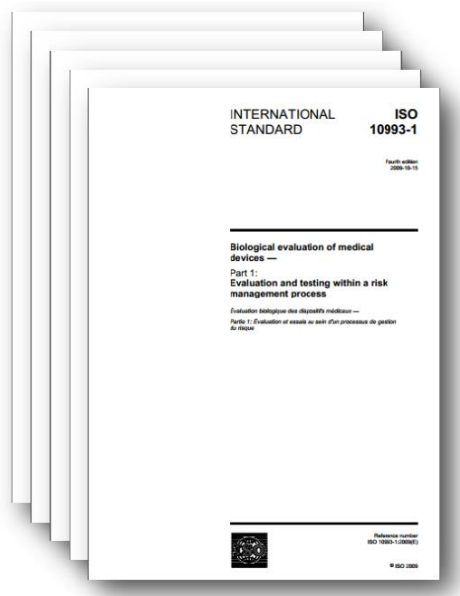 INTERNATIONAL ISO
STANDARD 10993-1
Fourth edition
2009-10-15
Biological evaluation of medical
devices —
Part 1:
Evaluation and testing within a risk
management process
Évaluation biologique des dispositifs médicaux —
Partie 1: Évaluation et essais au sein d'un processus de gestion
du risque
Reference number
ISO 10993-1:2009(E)
© ISO 2009